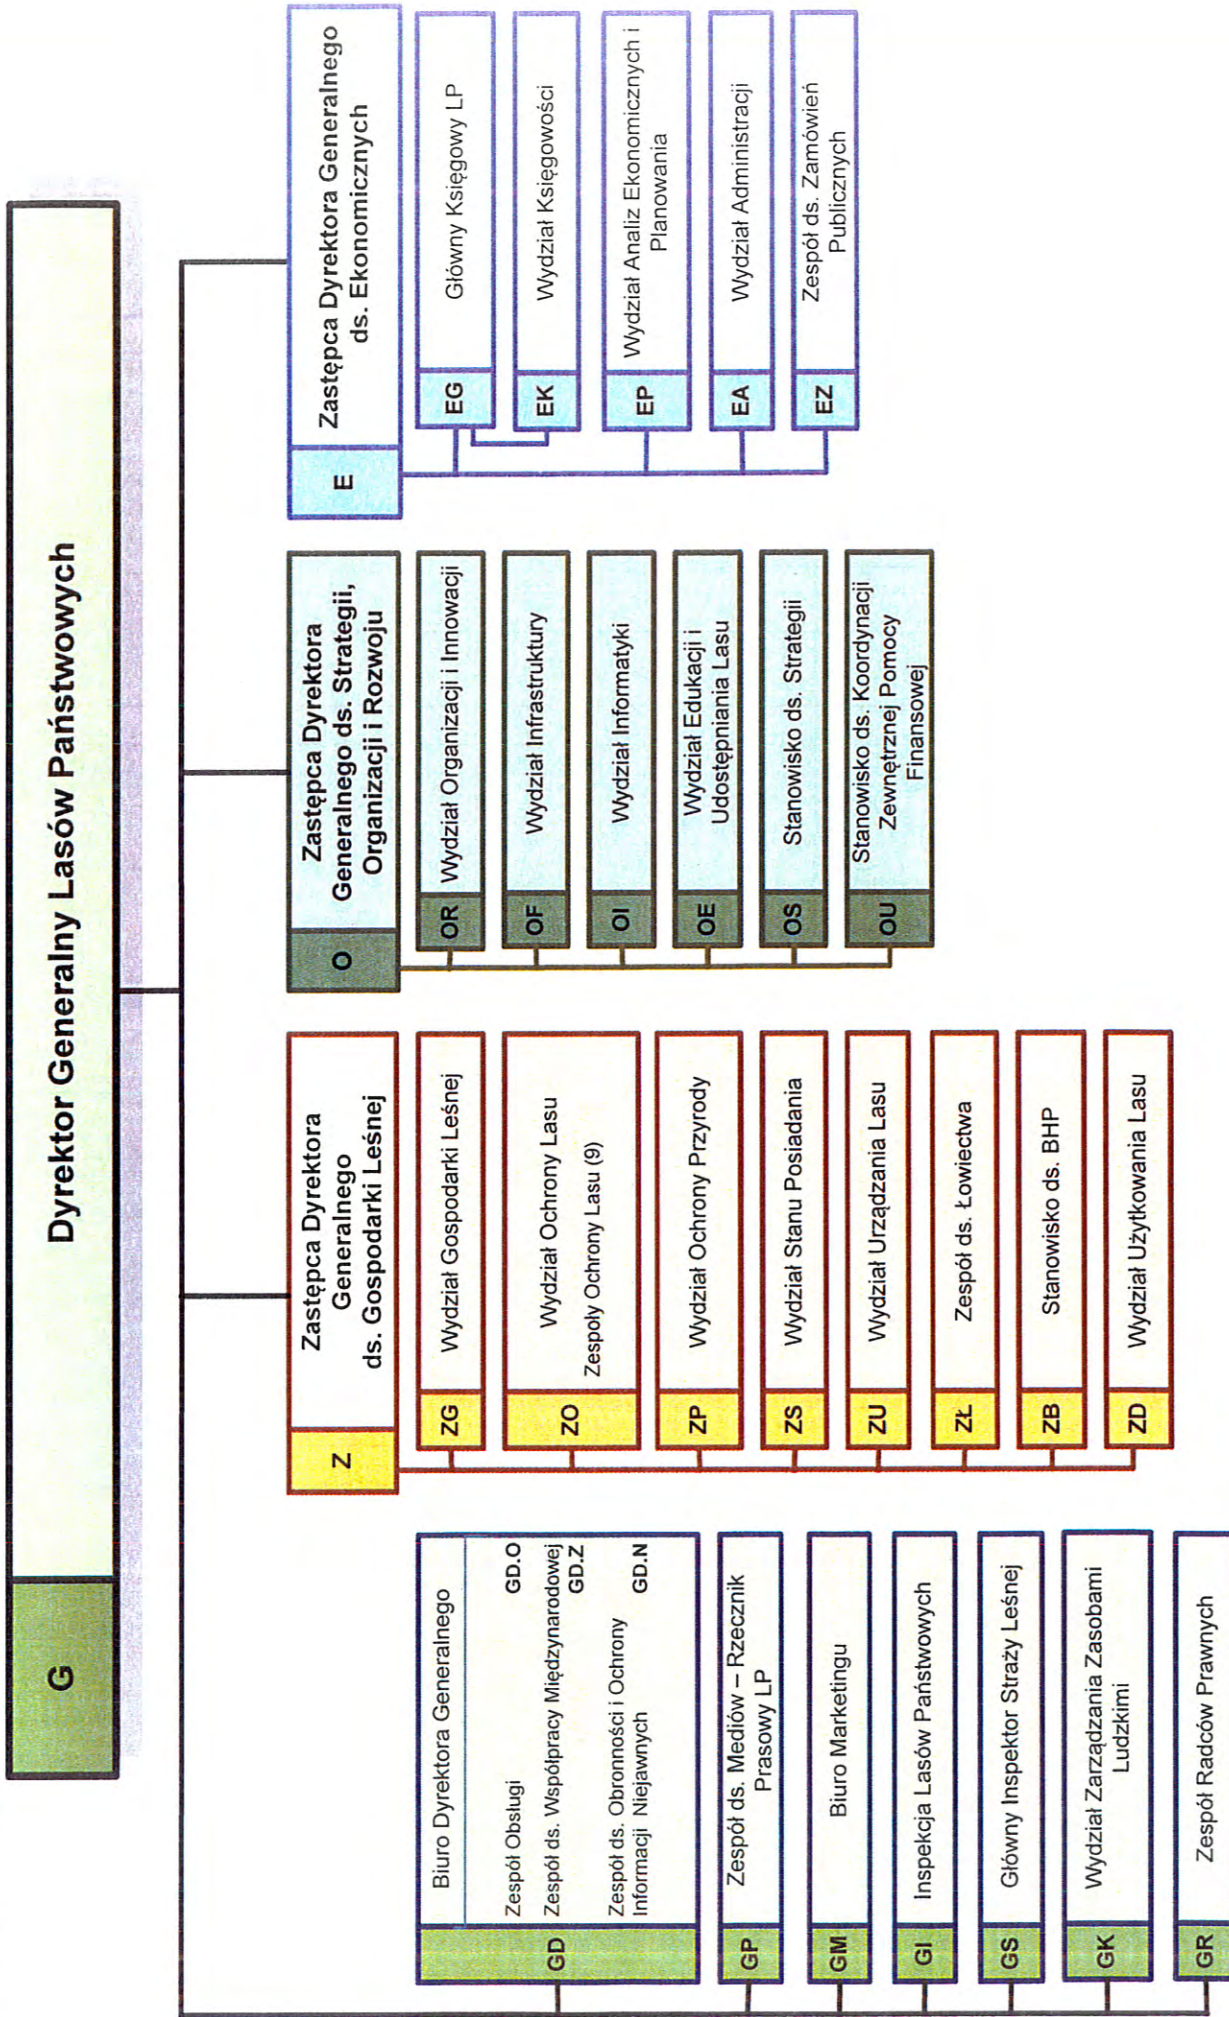 G
Dyrektor Generalny Lasów Państwowych
GD
Biuro Dyrektora Generalnego
Zespół Obsługi GD.O
Zespół ds. Współpracy Międzynarodowej
GD.Z
Zespół ds. Obronności i Ochrony
Informacji Niejawnych GD.N
GP
Zespół ds. Mediów – Rzecznik
Prasowy LP
GM
Biuro Marketingu
GI
Inspekcja Lasów Państwowych
GS
Główny Inspektor Straży Leśnej
GK
Wydział Zarządzania Zasobami
Ludzkimi
GR
Zespół Radców Prawnych
Z
Zastępca Dyrektora
Generalnego
ds. Gospodarki Leśnej
ZG
Wydział Gospodarki Leśnej
ZO
Wydział Ochrony Lasu
Zespoły Ochrony Lasu (9)
ZP
Wydział Ochrony Przyrody
ZS
Wydział Stanu Posiadania
ZU
Wydział Urządzania Lasu
ZŁ
Zespół ds. Łowiectwa
ZB
Stanowisko ds. BHP
ZD
Wydział Użytkowania Lasu
O
Zastępca Dyrektora
Generalnego ds. Strategii,
Organizacji i Rozwoju
OR
Wydział Organizacji i Innowacji
OF
Wydział Infrastruktury
OI
Wydział Informatyki
OE
Wydział Edukacji i
Udostępniania Lasu
OS
Stanowisko ds. Strategii
OU
Stanowisko ds. Koordynacji
Zewnętrznej Pomocy
Finansowej
E
Zastępca Dyrektora Generalnego
ds. Ekonomicznych
EG
Główny Księgowy LP
EK
Wydział Księgowości
EP
Wydział Analiz Ekonomicznych i
Planowania
EA
Wydział Administracji
EZ
Zespół ds. Zamówień
Publicznych